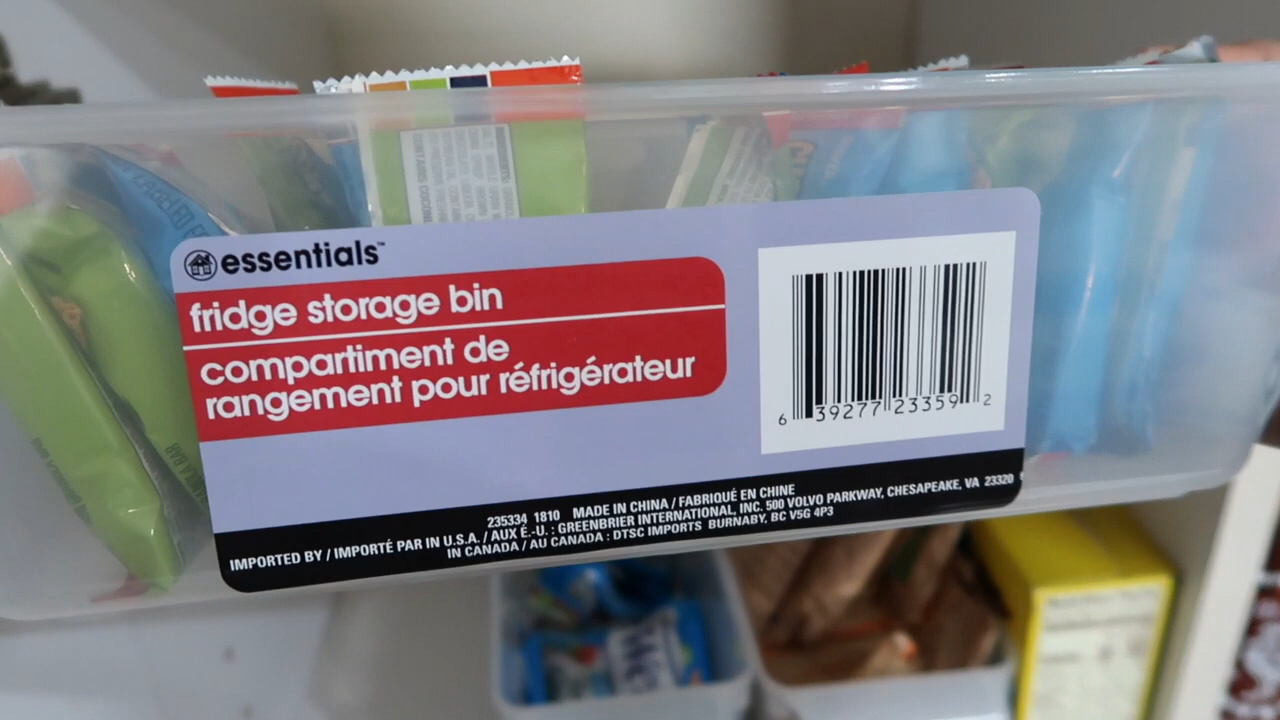 essentials™
fridge storage bin
compartiment de
rangement pour réfrigérateur
6 39277 23359 2
235334 1810 MADE IN CHINA / FABRIQUÉ EN CHINE
IMPORTED BY / IMPORTÉ PAR IN U.S.A. / AUX É.-U. : GREENBRIER INTERNATIONAL, INC. 500 VOLVO PARKWAY, CHESAPEAKE, VA 23320
IN CANADA / AU CANADA : DTSC IMPORTS BURNABY, BC V5G 4P3